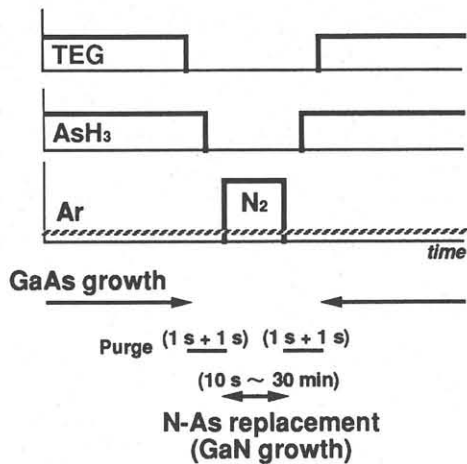 TEG
AsH₃
Ar
N₂
time
GaAs growth
Purge (1 s + 1 s) (1 s + 1 s)
(10 s ~ 30 min)
N-As replacement
(GaN growth)